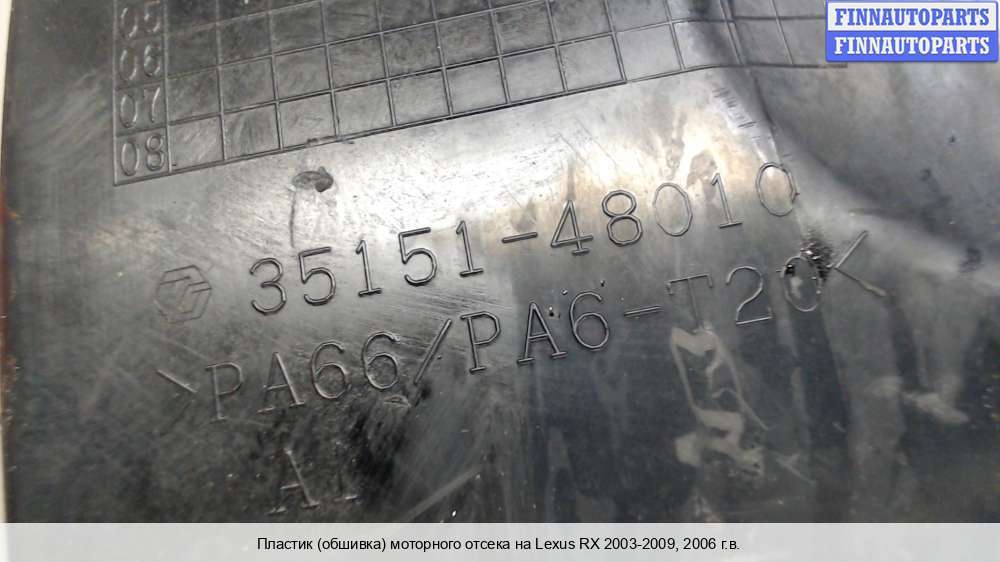 FINNAUTOPARTS
FINNAUTOPARTS
05
06
07
08
35151-48010
>PA66/PA6-T20<
A1
Пластик (обшивка) моторного отсека на Lexus RX 2003-2009, 2006 г.в.